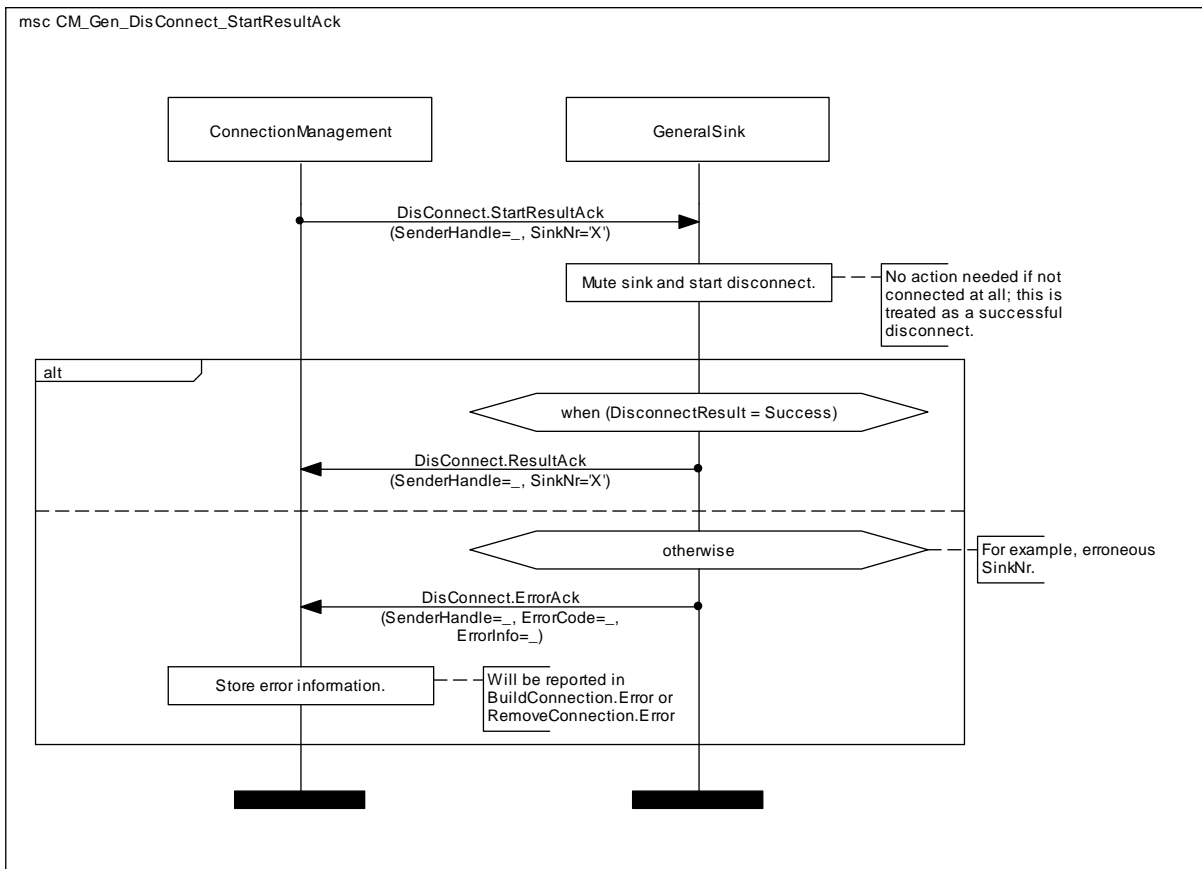 msc CM_Gen_DisConnect_StartResultAck
ConnectionManagement
GeneralSink
DisConnect.StartResultAck
(SenderHandle=_, SinkNr='X')
Mute sink and start disconnect.
No action needed if not
connected at all; this is
treated as a successful
disconnect.
alt
when (DisconnectResult = Success)
DisConnect.ResultAck
(SenderHandle=_, SinkNr='X')
otherwise
For example, erroneous
SinkNr.
DisConnect.ErrorAck
(SenderHandle=_, ErrorCode=_,
ErrorInfo=_)
Store error information.
Will be reported in
BuildConnection.Error or
RemoveConnection.Error